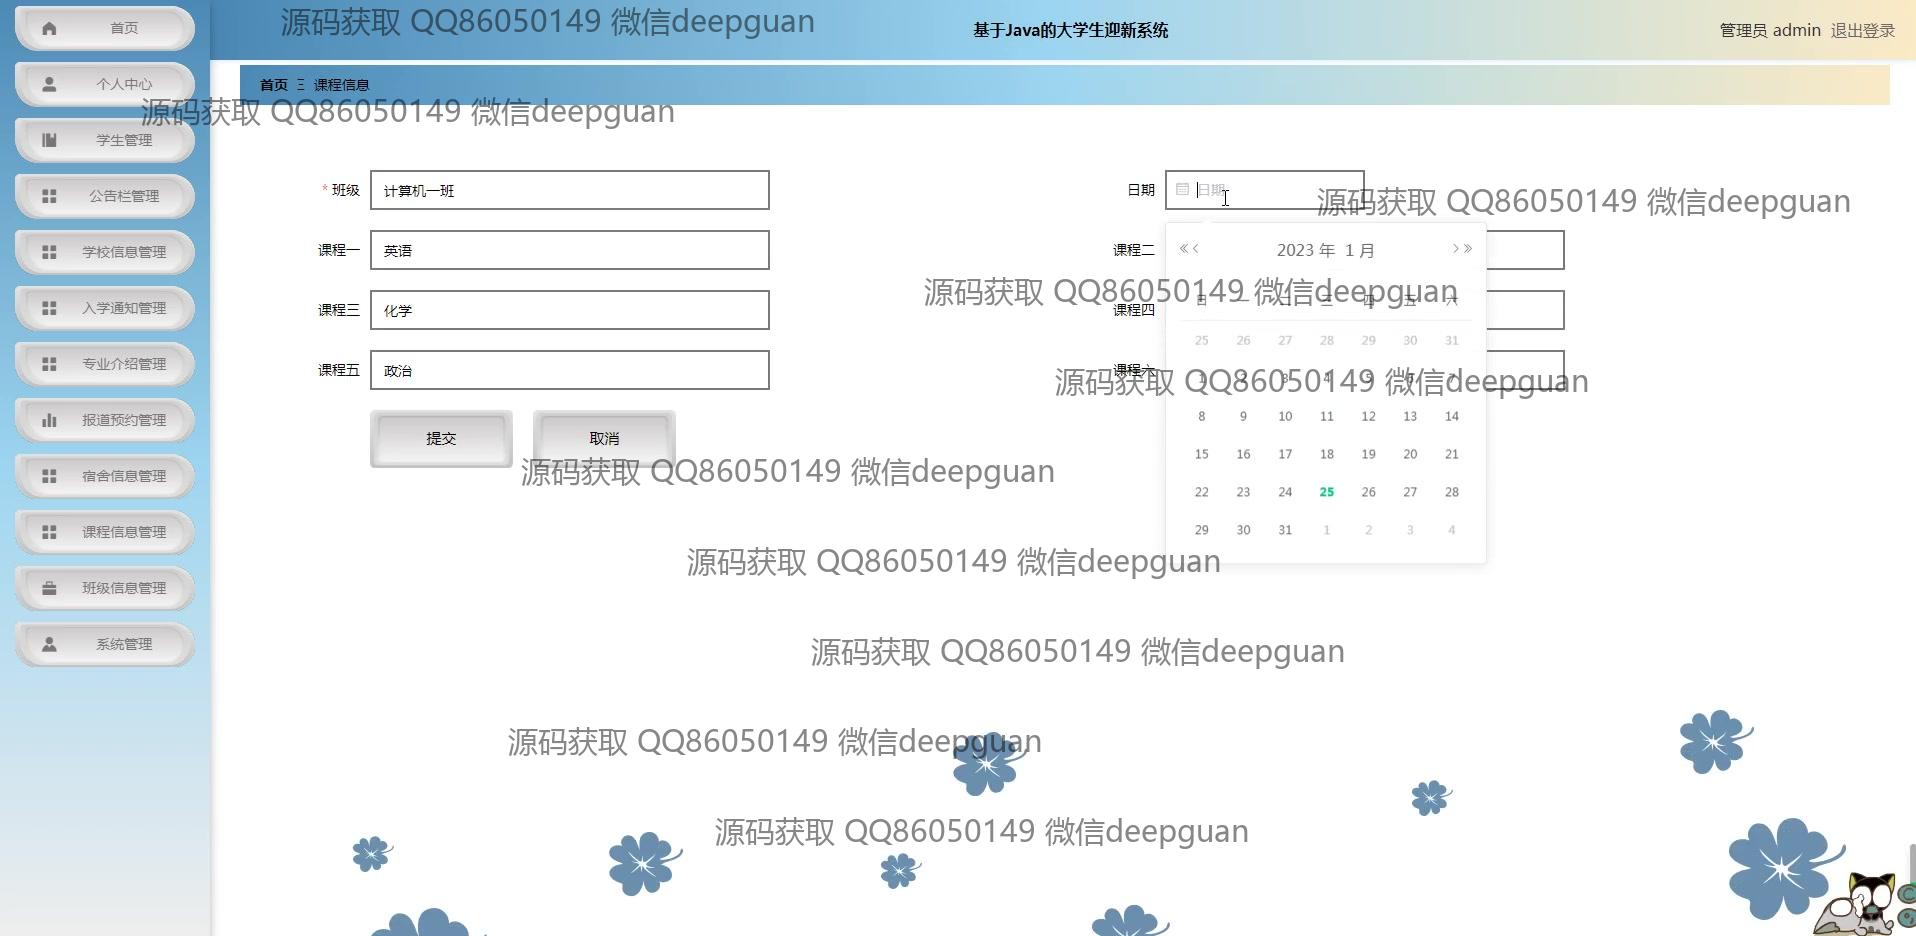 源码获取 QQ86050149 微信deepguan
首页
基于Java的大学生迎新系统
管理员 admin 退出登录
个人中心
首页 课程信息
源码获取 QQ86050149 微信deepguan
学生管理
* 班级 计算机一班
日期 日期
公告栏管理
源码获取 QQ86050149 微信deepguan
学校信息管理
课程一 英语
课程二
« ‹ 2023 年 1 月 › »
源码获取 QQ86050149 微信deepguan
日 一 二 三 四 五 六
入学通知管理
课程三 化学
课程四
25 26 27 28 29 30 31
专业介绍管理
课程五 政治
课程六
1 2 3 4 5 6 7
源码获取 QQ86050149 微信deepguan
8 9 10 11 12 13 14
报道预约管理
提交 取消
15 16 17 18 19 20 21
源码获取 QQ86050149 微信deepguan
宿舍信息管理
22 23 24 25 26 27 28
课程信息管理
29 30 31 1 2 3 4
源码获取 QQ86050149 微信deepguan
班级信息管理
系统管理
源码获取 QQ86050149 微信deepguan
源码获取 QQ86050149 微信deepguan
源码获取 QQ86050149 微信deepguan